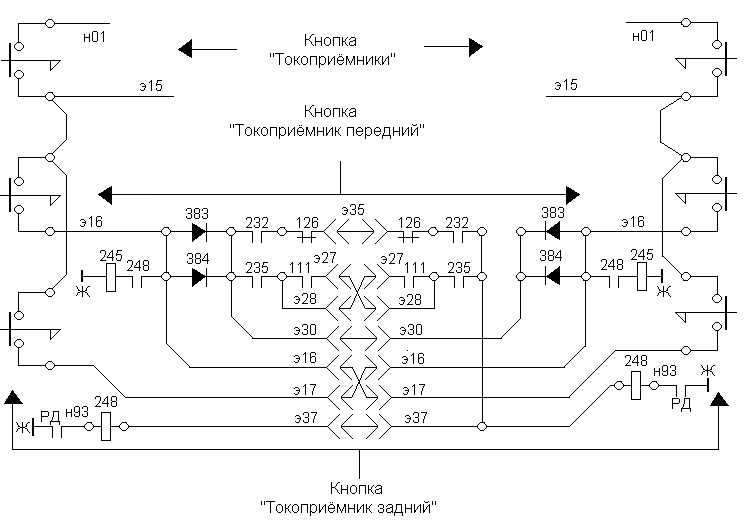 н01
Кнопка
"Токоприёмники"
н01
э15
э15
Кнопка
"Токоприёмник передний"
э16
383
232
126
э35
126
232
383
э16
Ж
245
248
384
235
111
э27
э27
111
235
384
248
245
Ж
э28
э28
э30
э30
э16
э16
э17
э17
Ж
РД
н93
248
э37
э37
248
н93
РД
Ж
Кнопка
"Токоприёмник задний"